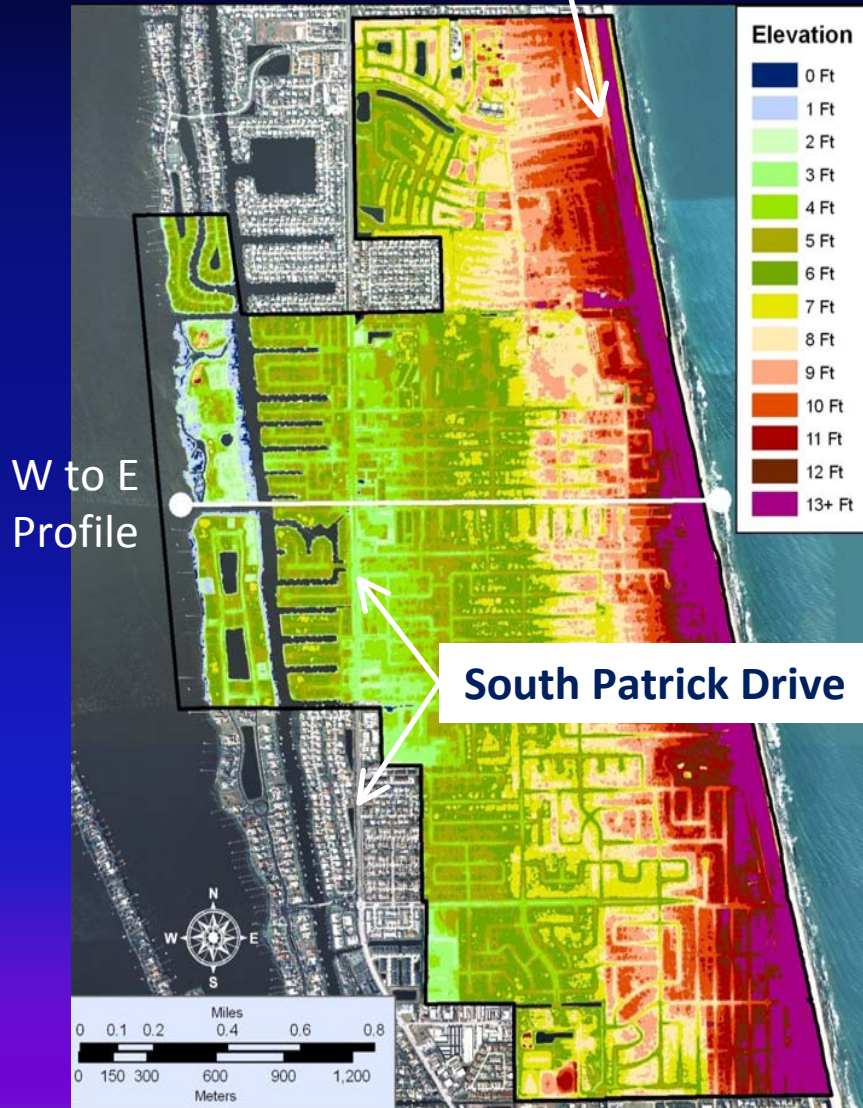 Elevation
0 Ft
1 Ft
2 Ft
3 Ft
4 Ft
5 Ft
6 Ft
7 Ft
8 Ft
9 Ft
10 Ft
11 Ft
12 Ft
13+ Ft
W to E
Profile
South Patrick Drive
N
W E
S
Miles
0 0.1 0.2 0.4 0.6 0.8
0 150 300 600 900 1,200
Meters